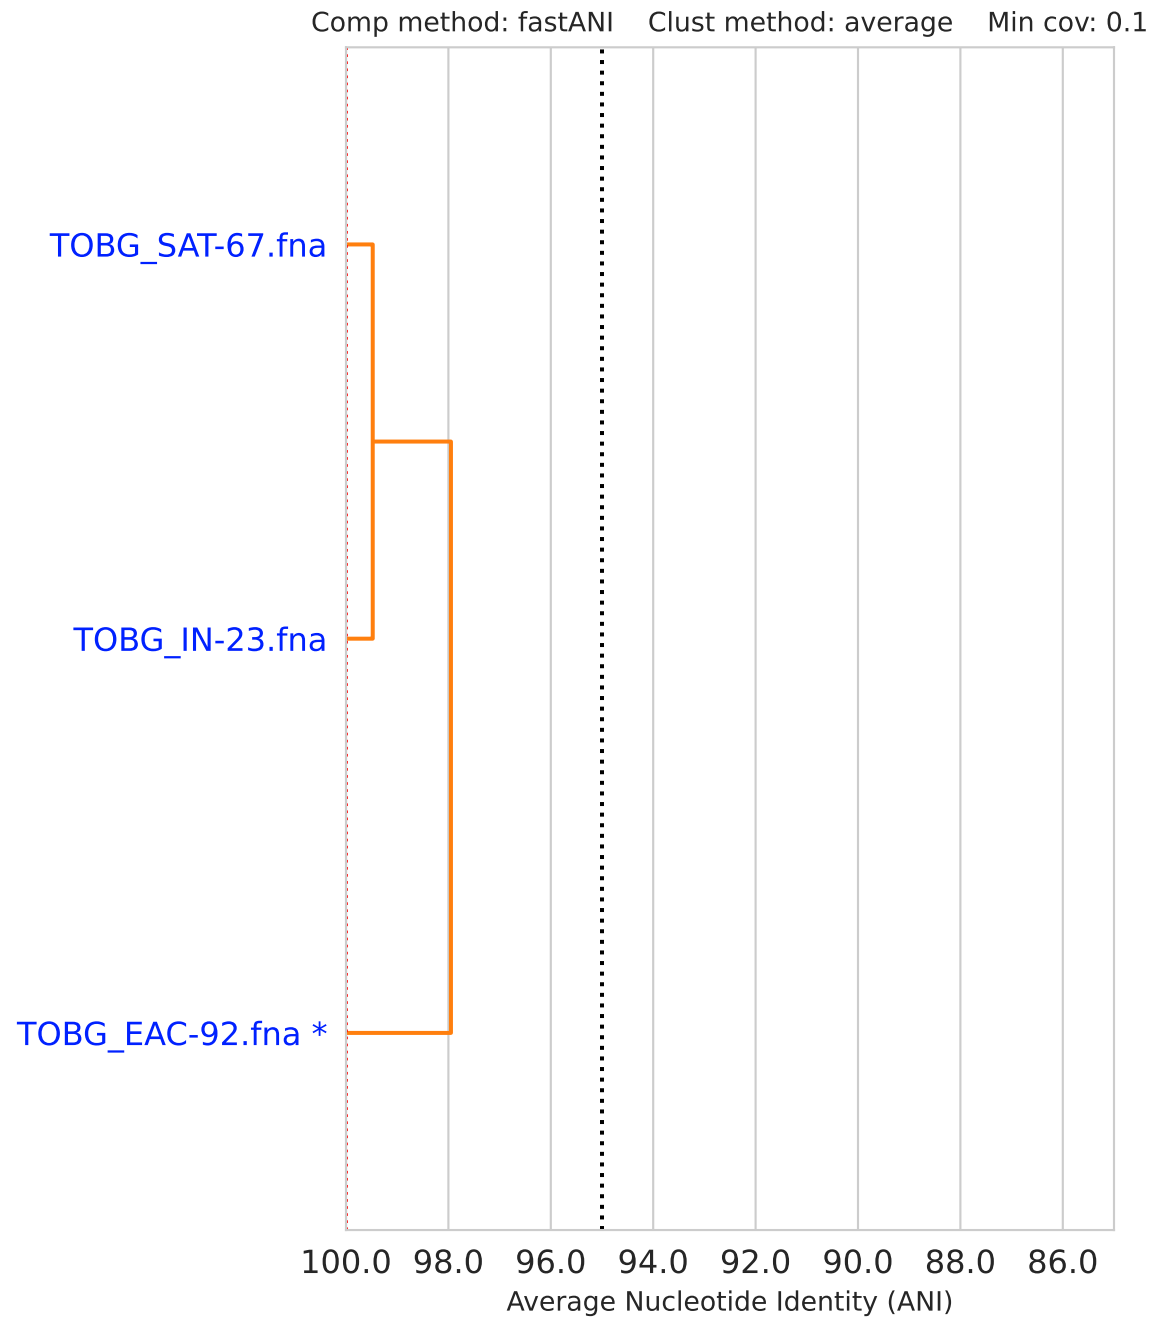 Comp method: fastANI    Clust method: average    Min cov: 0.1
TOBG_SAT-67.fna
TOBG_IN-23.fna
TOBG_EAC-92.fna *
100.0 98.0 96.0 94.0 92.0 90.0 88.0 86.0
Average Nucleotide Identity (ANI)